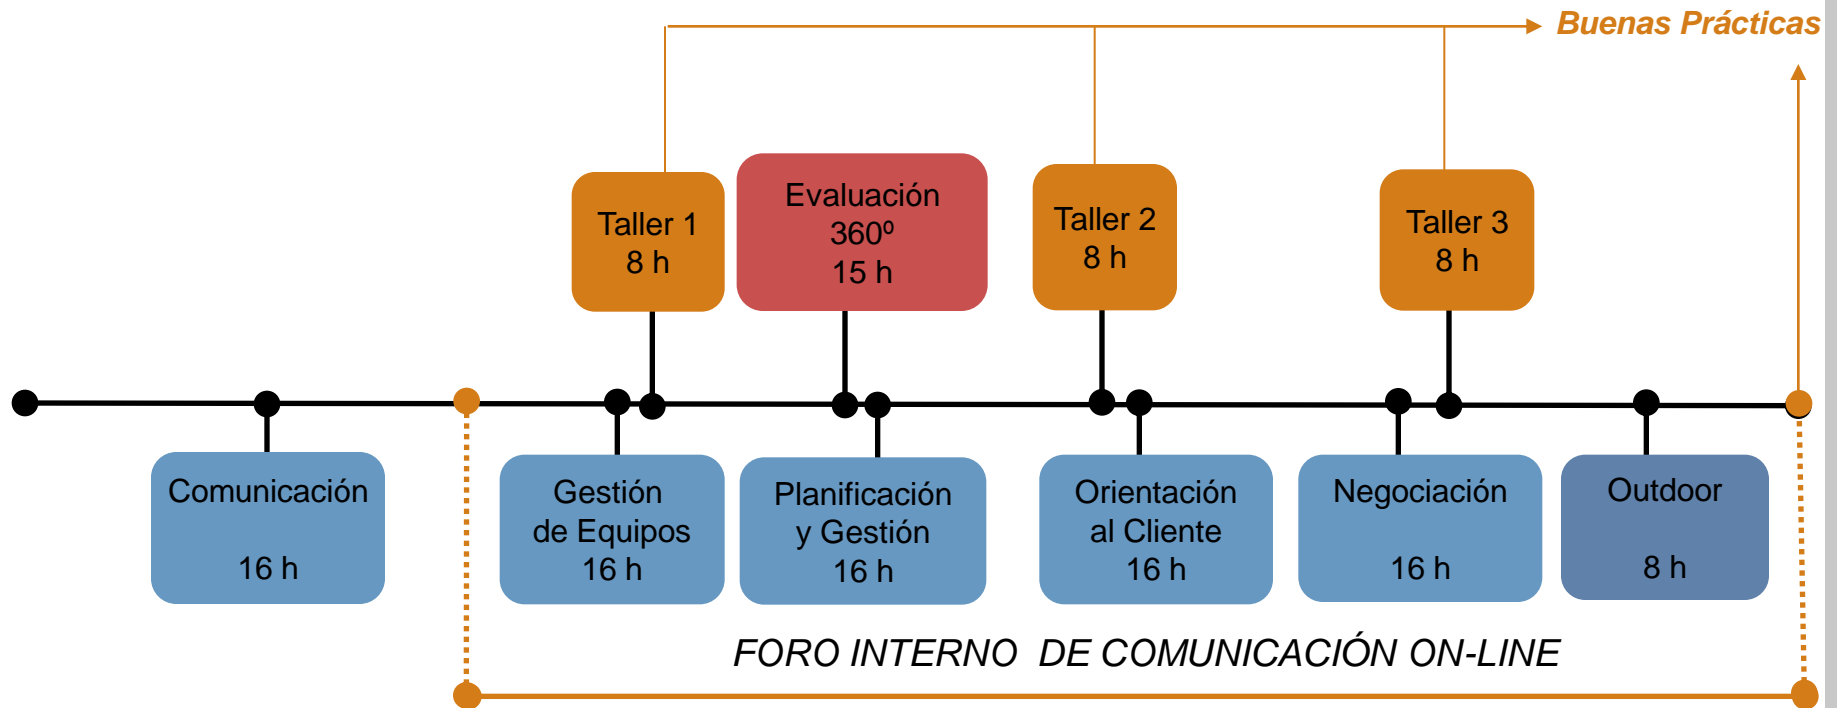 Buenas Prácticas
Taller 1
8 h
Evaluación
360º
15 h
Taller 2
8 h
Taller 3
8 h
Comunicación
16 h
Gestión
de Equipos
16 h
Planificación
y Gestión
16 h
Orientación
al Cliente
16 h
Negociación
16 h
Outdoor
8 h
FORO INTERNO DE COMUNICACIÓN ON-LINE